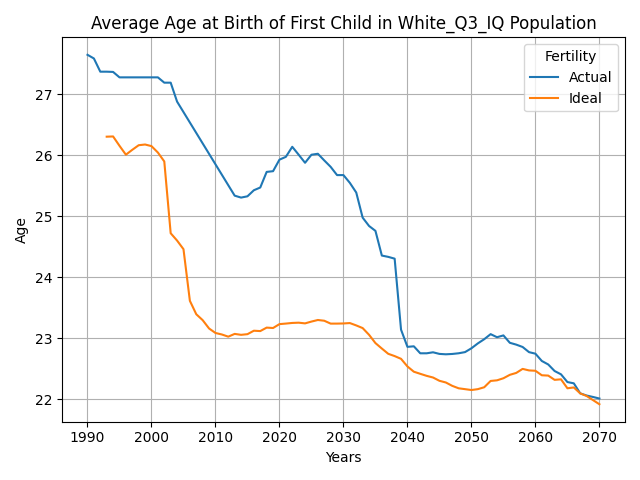 Average Age at Birth of First Child in White_Q3_IQ Population
Fertility
Actual
Ideal
27
26
25
24
23
22
Age
1990
2000
2010
2020
2030
2040
2050
2060
2070
Years